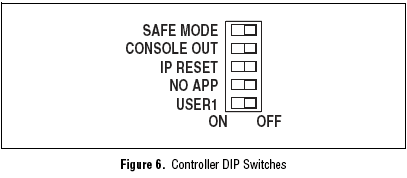 SAFE MODE
CONSOLE OUT
IP RESET
NO APP
USER1
ON OFF
Figure 6. Controller DIP Switches